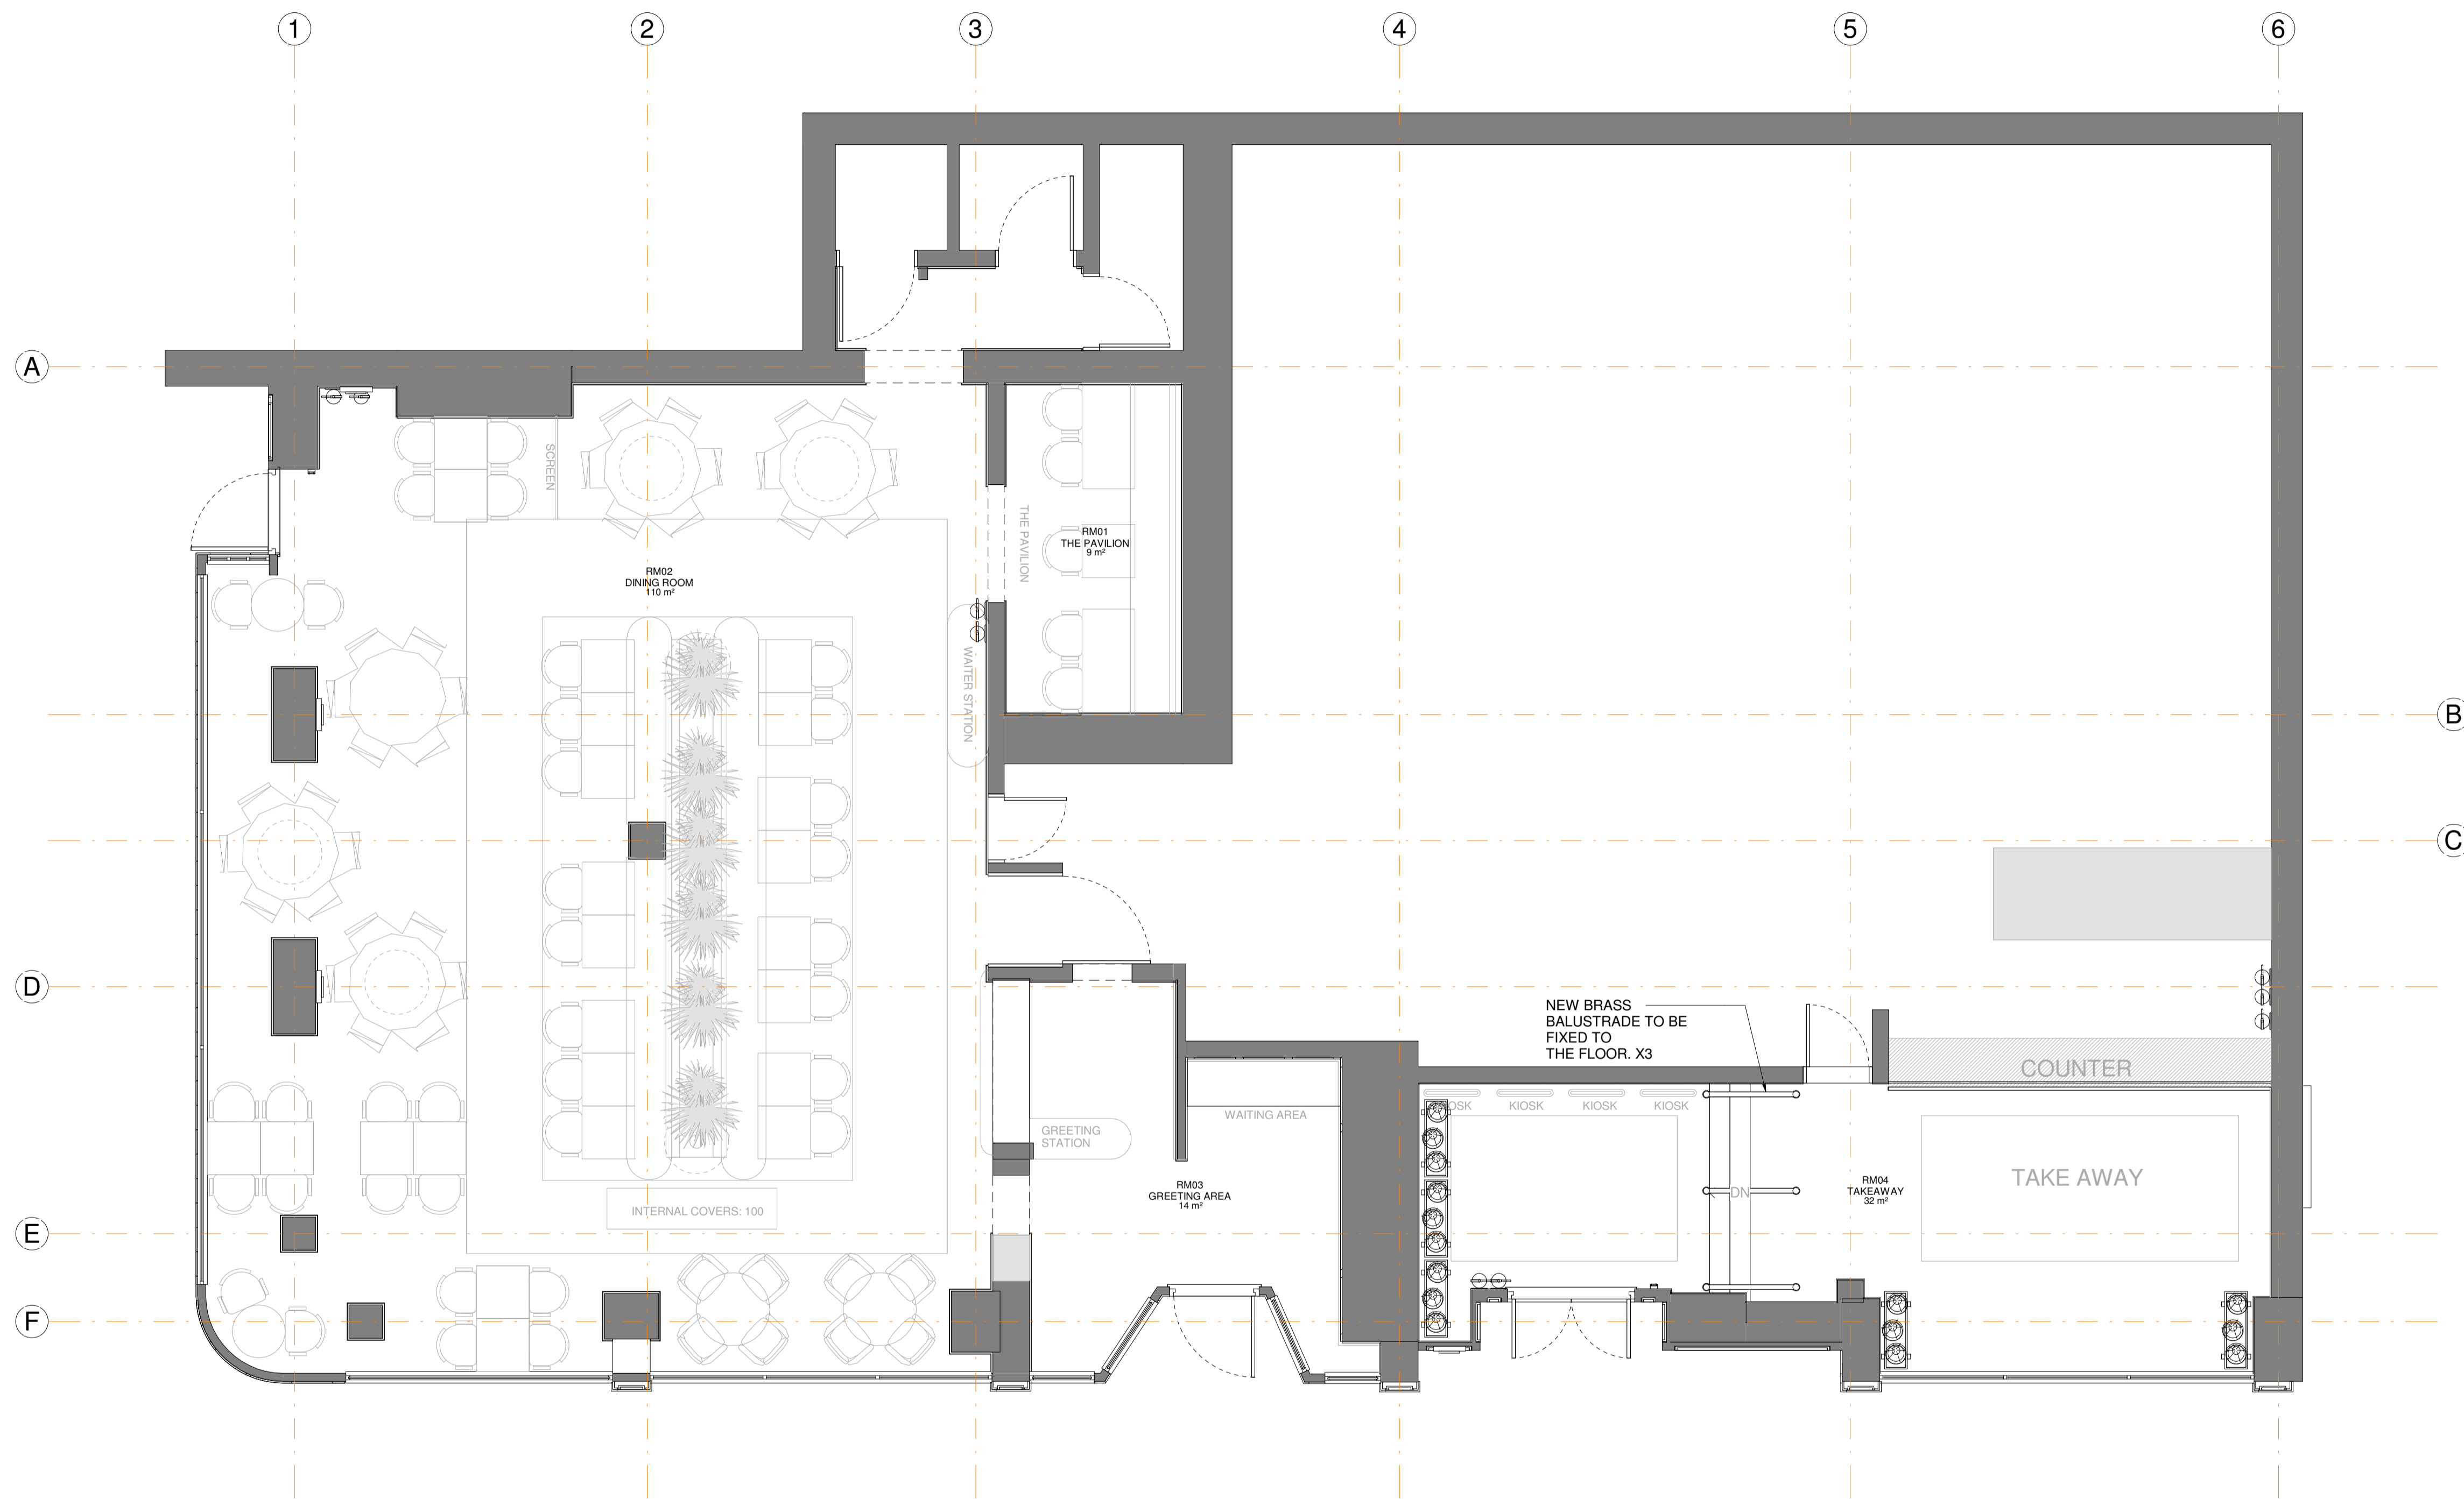 1
2
3
4
5
6
A
SCREEN
THE PAVILION
RM01
THE PAVILION
9 m²
RM02
DINING ROOM
110 m²
WAITER STATION
B
C
D
NEW BRASS
BALUSTRADE TO BE
FIXED TO
THE FLOOR. X3
COUNTER
KIOSK
KIOSK
KIOSK
WAITING AREA
GREETING
STATION
RM03
GREETING AREA
14 m²
DN
RM04
TAKEAWAY
32 m²
TAKE AWAY
INTERNAL COVERS: 100
E
F